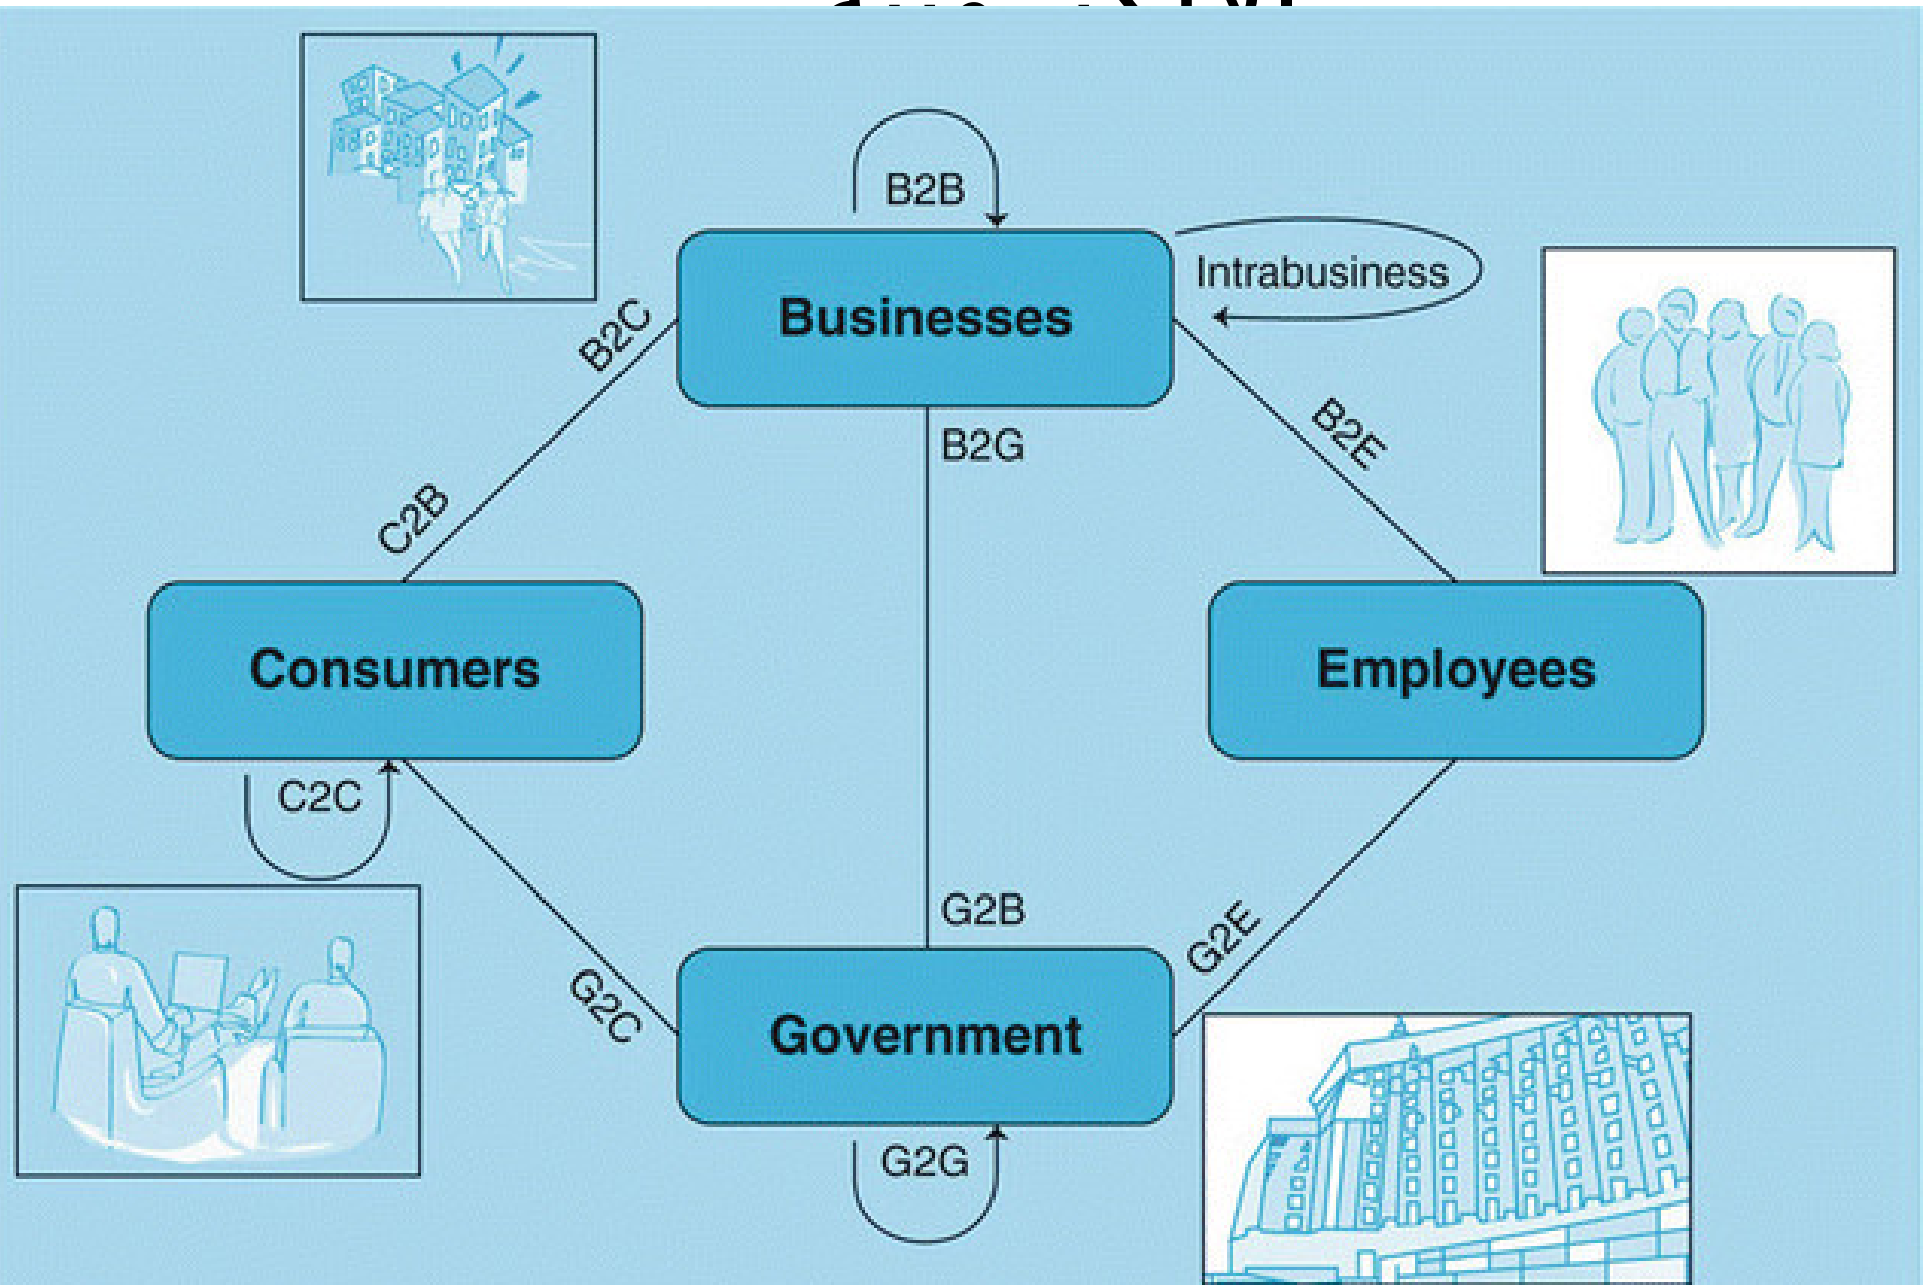 B2B
Businesses
Intrabusiness
B2C
B2E
B2G
C2B
Consumers
Employees
C2C
G2B
G2E
G2C
Government
G2G